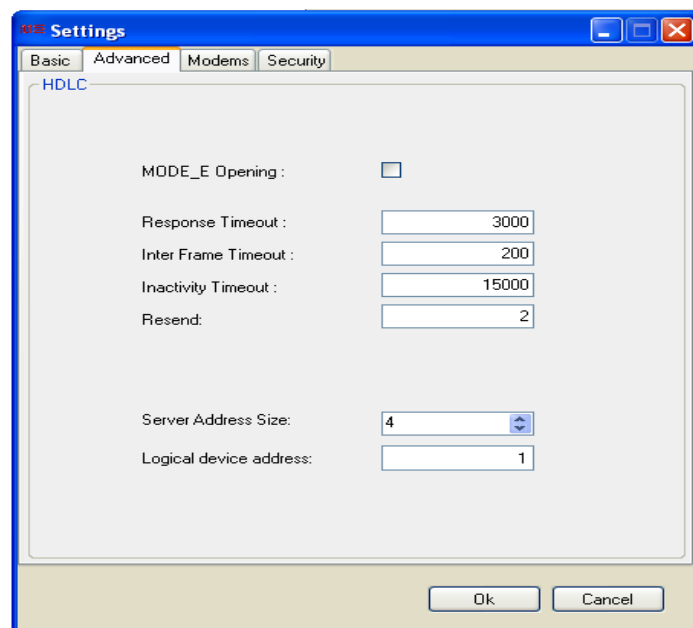 Settings
Basic Advanced Modems Security
HDLC
MODE_E Opening :
Response Timeout : 3000
Inter Frame Timeout : 200
Inactivity Timeout : 15000
Resend: 2
Server Address Size: 4
Logical device address: 1
Ok Cancel